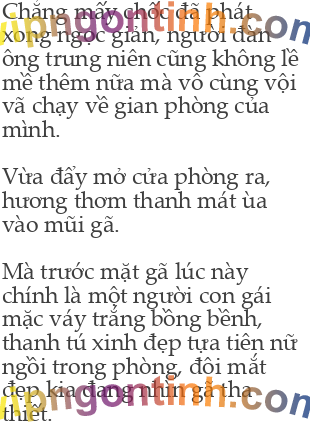 Chẳng mấy chốc đã phát
xong ngọc giản, người đàn
ông trung niên cũng không lề
mề thêm nữa mà vô cùng vội
vã chạy về gian phòng của
mình.
Vừa đẩy mở cửa phòng ra,
hương thơm thanh mát ùa
vào mũi gã.
Mà trước mặt gã lúc này
chính là một người con gái
mặc váy trắng bồng bềnh,
thanh tú xinh đẹp tựa tiên nữ
ngồi trong phòng, đôi mắt
đẹp kia đang nhìn gã tha
thiết.
vipngontinh.com
vipngontinh.com